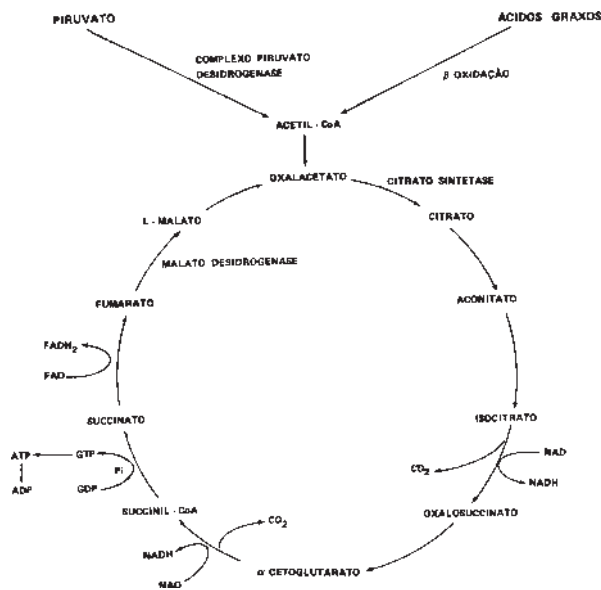 PIRUVATO
ÁCIDOS GRAXOS
COMPLEXO PIRUVATO
DESIDROGENASE
β OXIDAÇÃO
ACETIL - CoA
OXALACETATO
CITRATO SINTETASE
L - MALATO
CITRATO
MALATO DESIDROGENASE
FUMARATO
ACONITATO
FADH2
FAD
SUCCINATO
ISOCITRATO
ATP
GTP
Pi
CO2
NAD
ADP
GDP
NADH
SUCCINIL - CoA
OXALOSUCCINATO
CO2
NADH
NAD
α CETOGLUTARATO